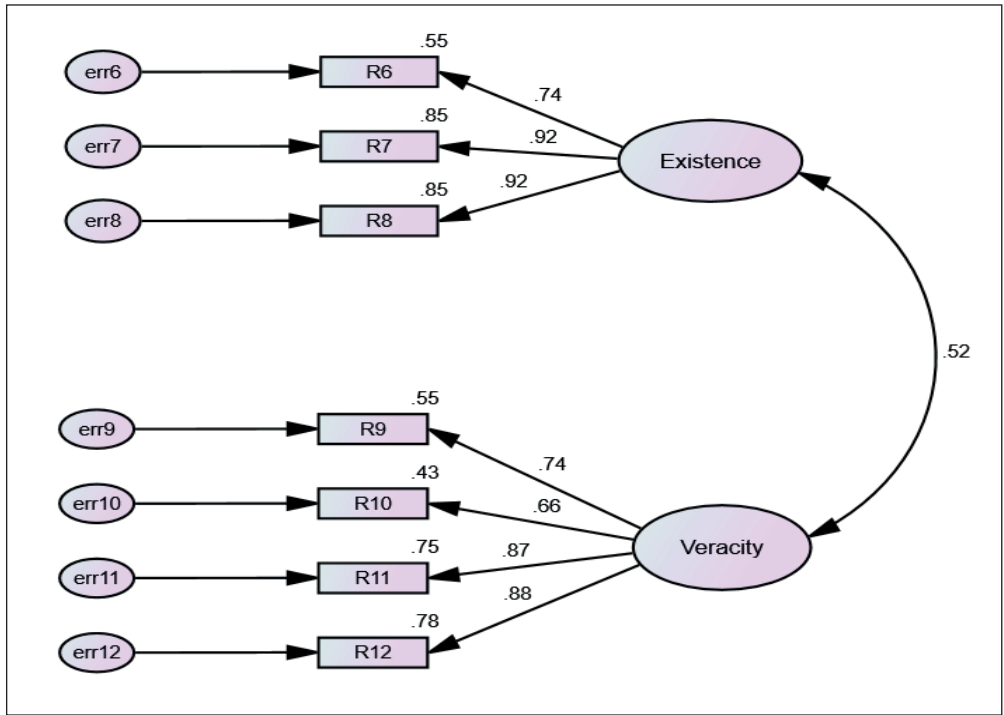 .55
err6
R6
.74
.85
err7
R7
.92
Existence
.85
.92
err8
R8
.52
.55
err9
R9
.74
.43
err10
R10
.66
.75
err11
R11
.87
Veracity
.88
.78
err12
R12